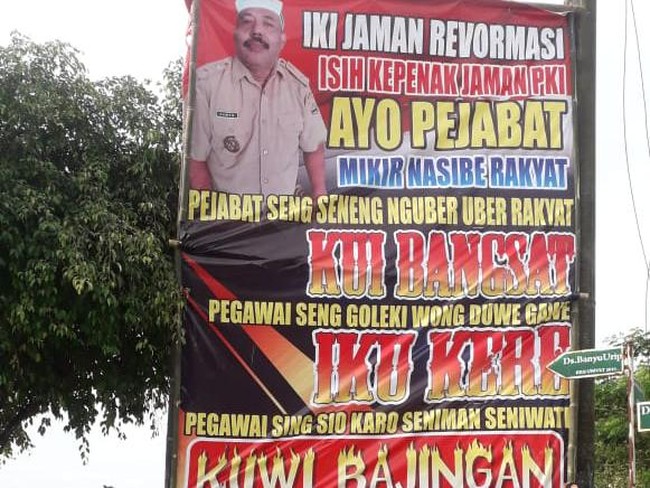 IKI JAMAN REVORMASI
ISIH KEPENAK JAMAN PKI
AYO PEJABAT
MIKIR NASIBE RAKYAT
PEJABAT SENG SENENG NGUBER UBER RAKYAT
KUI BANGSAT
PEGAWAI SENG GOLEKI WONG DUWE GAWE
IKU KERE
Ds.BanyuUrip
PEGAWAI SING SIO KARO SENIMAN SENIWATI
KUWI BAJINGAN